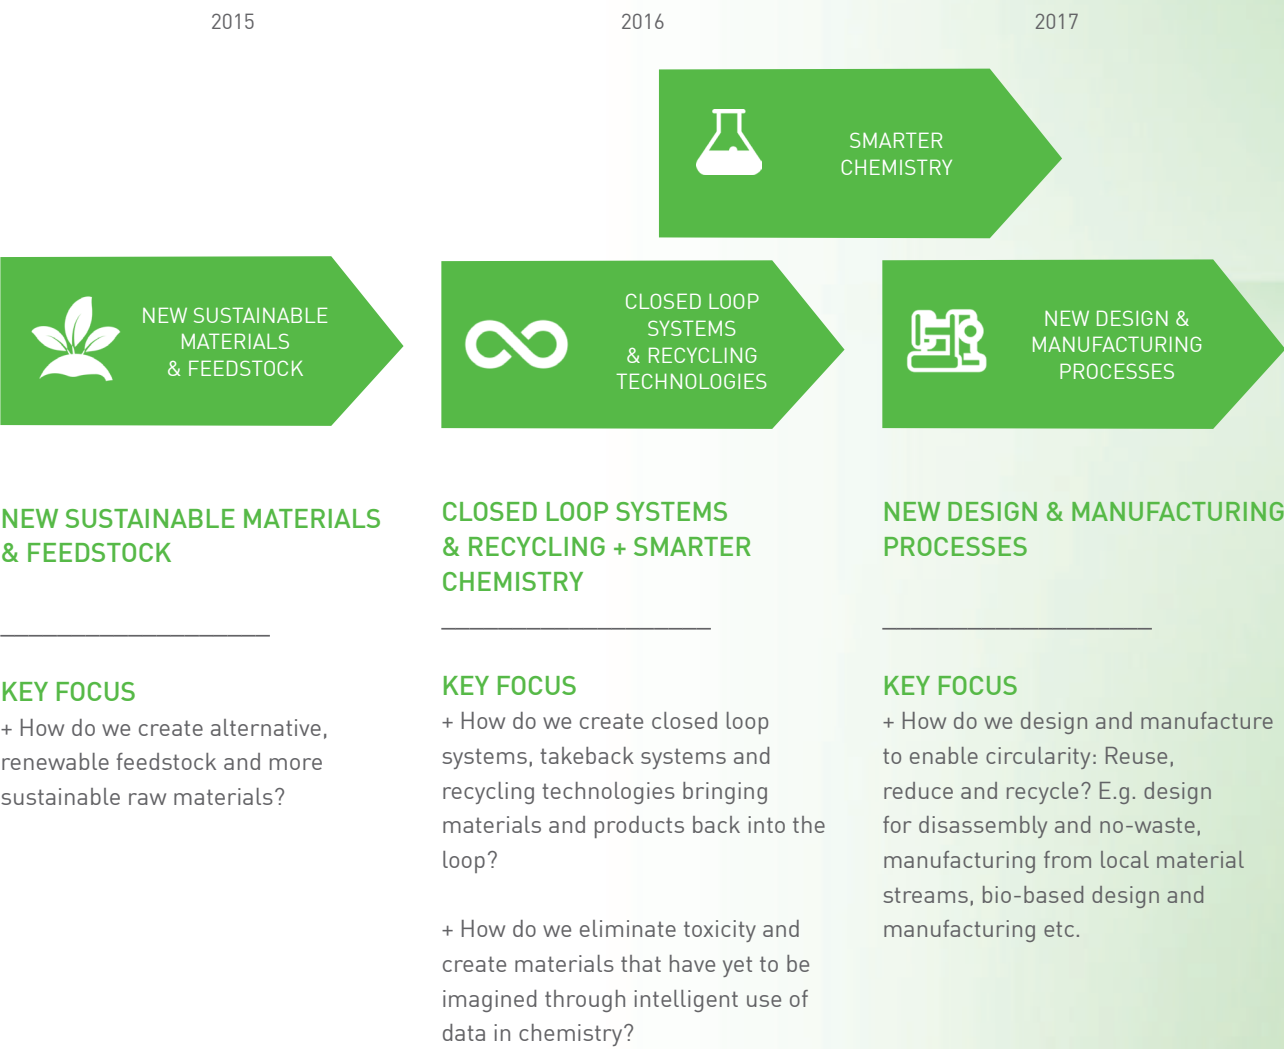 2015
2016
2017
SMARTER
CHEMISTRY
NEW SUSTAINABLE
MATERIALS
& FEEDSTOCK
CLOSED LOOP
SYSTEMS
& RECYCLING
TECHNOLOGIES
NEW DESIGN &
MANUFACTURING
PROCESSES
NEW SUSTAINABLE MATERIALS
& FEEDSTOCK
KEY FOCUS
+ How do we create alternative,
renewable feedstock and more
sustainable raw materials?
CLOSED LOOP SYSTEMS
& RECYCLING + SMARTER
CHEMISTRY
KEY FOCUS
+ How do we create closed loop
systems, takeback systems and
recycling technologies bringing
materials and products back into the
loop?
+ How do we eliminate toxicity and
create materials that have yet to be
imagined through intelligent use of
data in chemistry?
NEW DESIGN & MANUFACTURING
PROCESSES
KEY FOCUS
+ How do we design and manufacture
to enable circularity: Reuse,
reduce and recycle? E.g. design
for disassembly and no-waste,
manufacturing from local material
streams, bio-based design and
manufacturing etc.